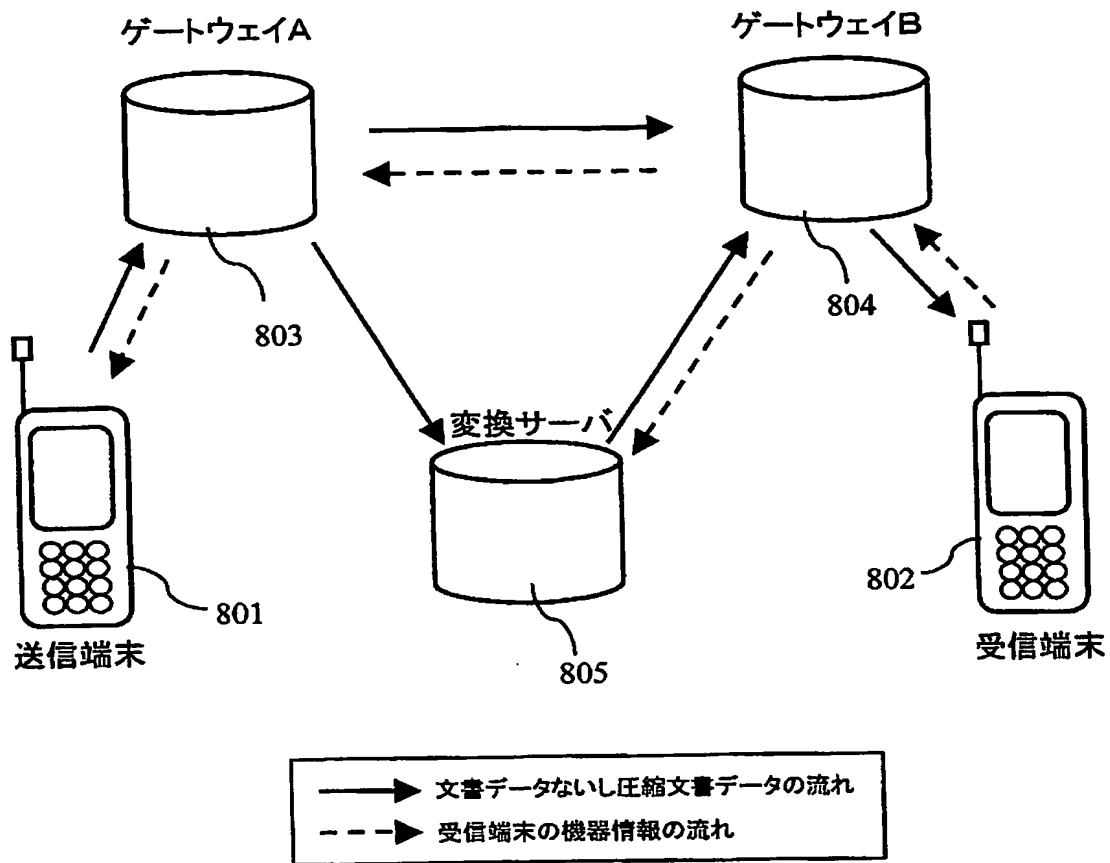 ゲートウェイA
ゲートウェイB
803
804
変換サーバ
801
802
送信端末
受信端末
805
文書データないし圧縮文書データの流れ
受信端末の機器情報の流れ